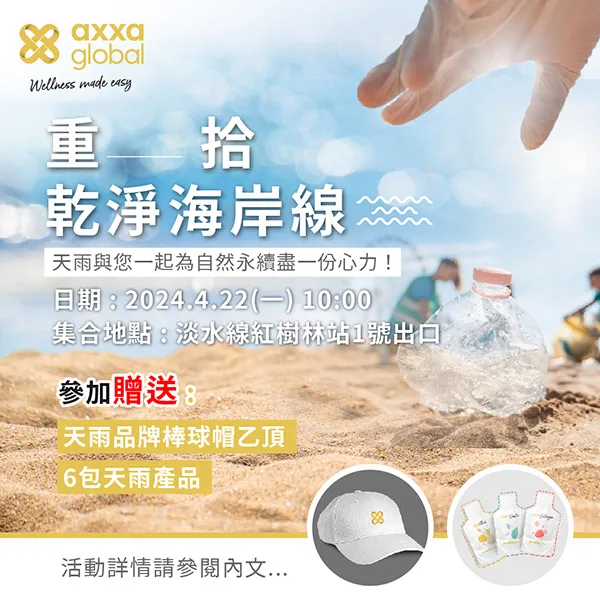 axxa
global
Wellness made easy
重 拾
乾淨海岸線
天雨與您一起為自然永續盡一份心力！
日期：2024.4.22(一) 10:00
集合地點：淡水線紅樹林站1號出口
參加贈送：
天雨品牌棒球帽乙頂
6包天雨產品
活動詳情請參閱內文...